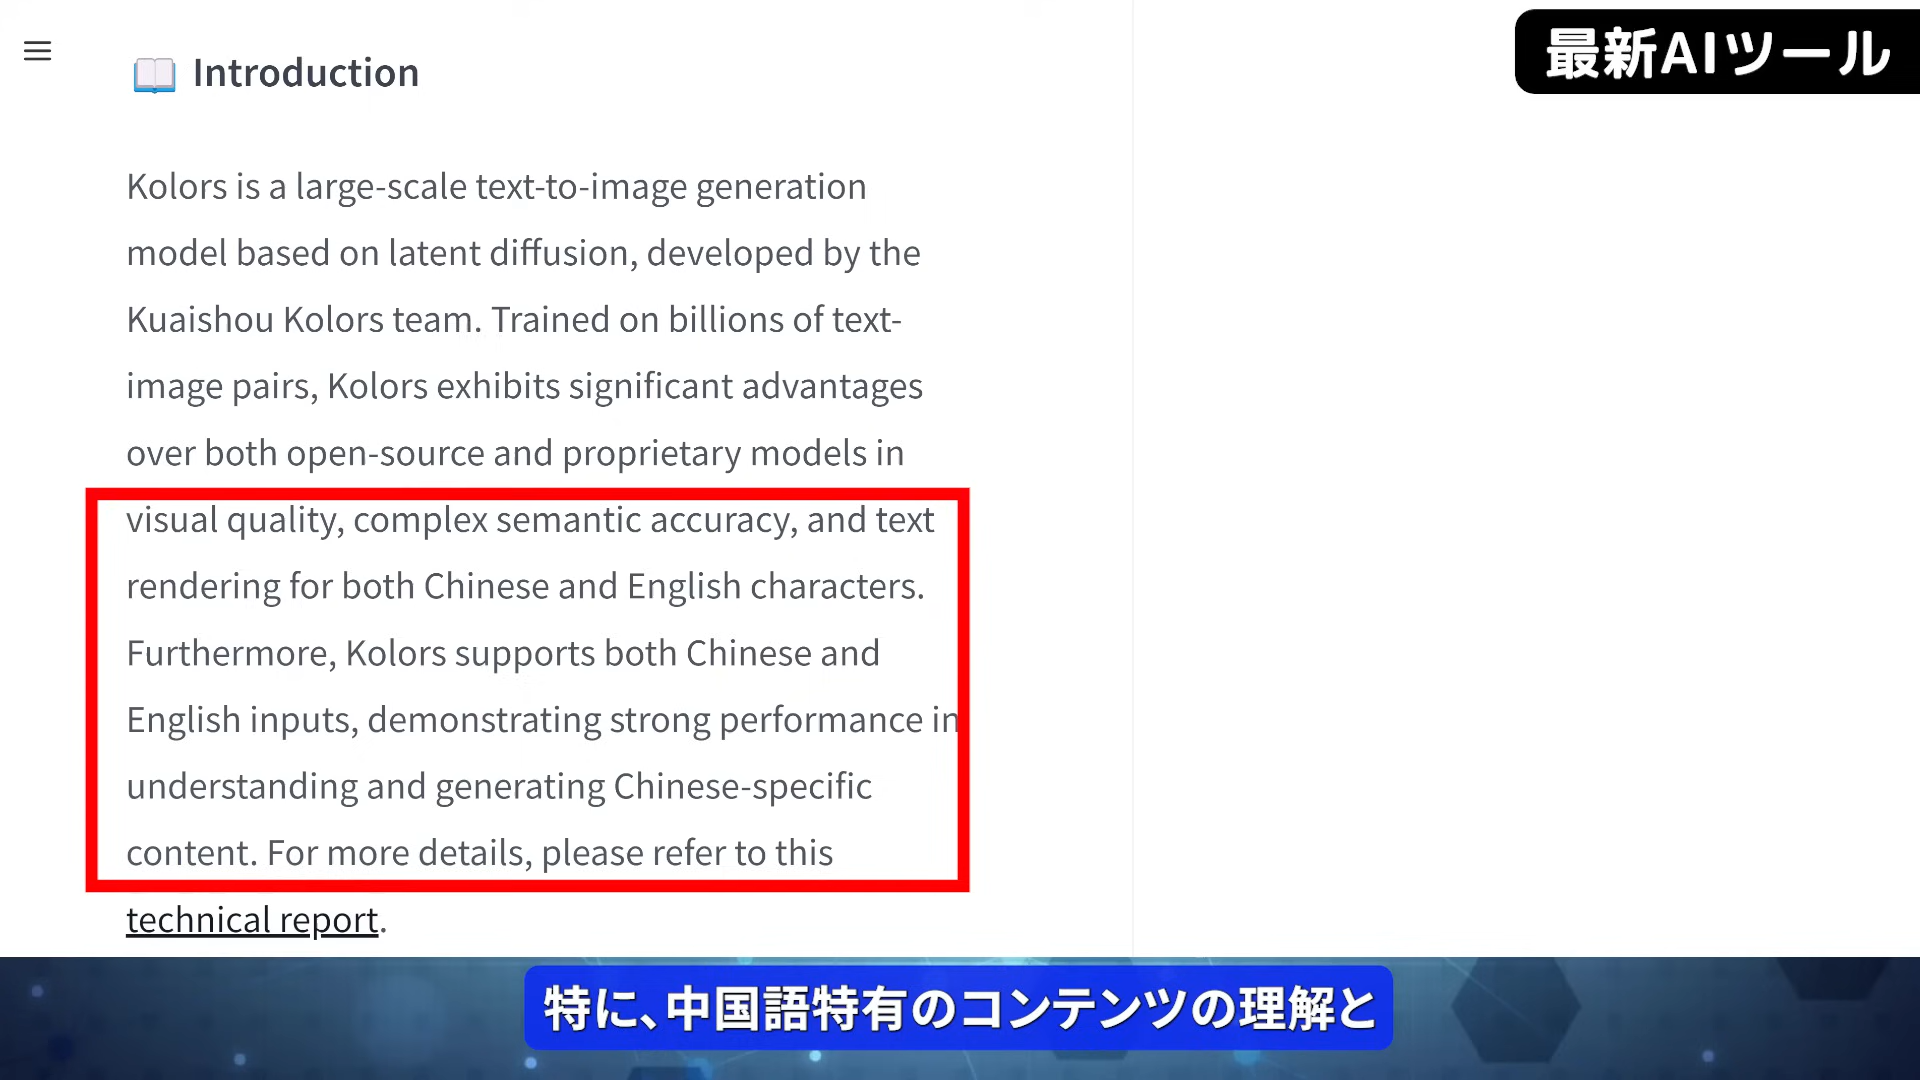 最新AIツール
📖 Introduction
Kolors is a large-scale text-to-image generation
model based on latent diffusion, developed by the
Kuaishou Kolors team. Trained on billions of text-
image pairs, Kolors exhibits significant advantages
over both open-source and proprietary models in
visual quality, complex semantic accuracy, and text
rendering for both Chinese and English characters.
Furthermore, Kolors supports both Chinese and
English inputs, demonstrating strong performance in
understanding and generating Chinese-specific
content. For more details, please refer to this
technical report.
特に、中国語特有のコンテンツの理解と